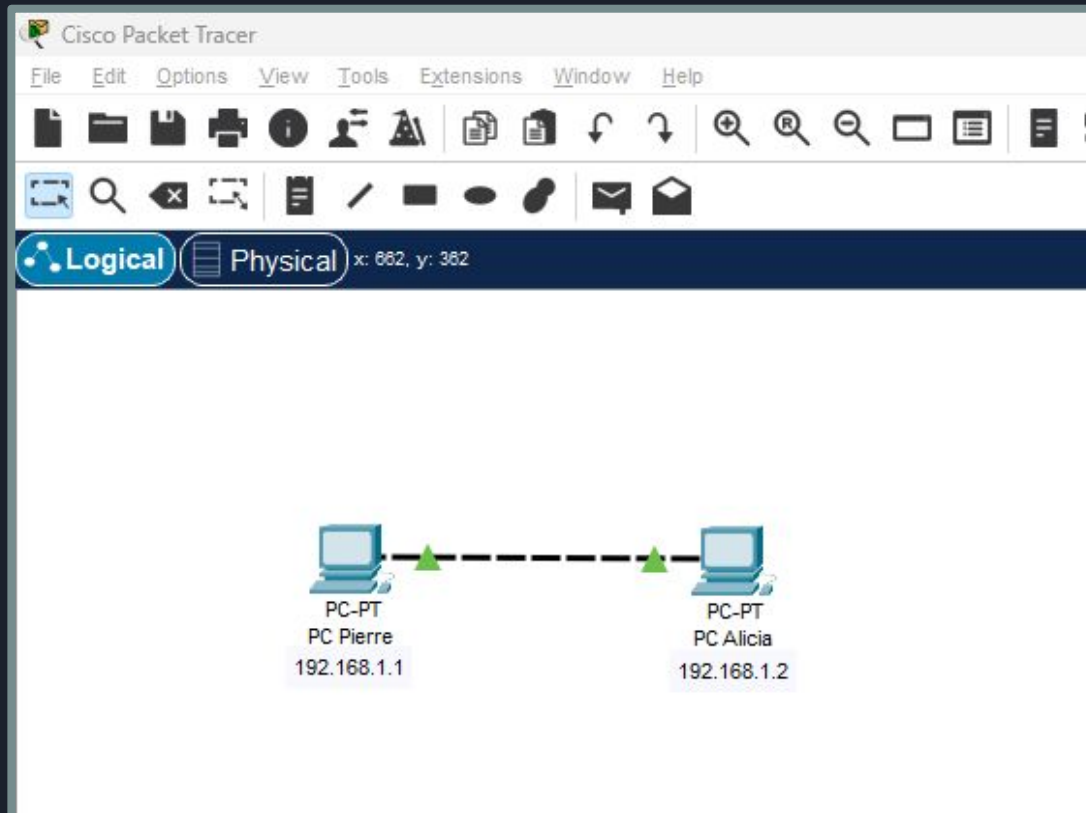 Cisco Packet Tracer
File Edit Options View Tools Extensions Window Help
Logical Physical x: 662, y: 362
PC-PT
PC Pierre
192.168.1.1
PC-PT
PC Alicia
192.168.1.2